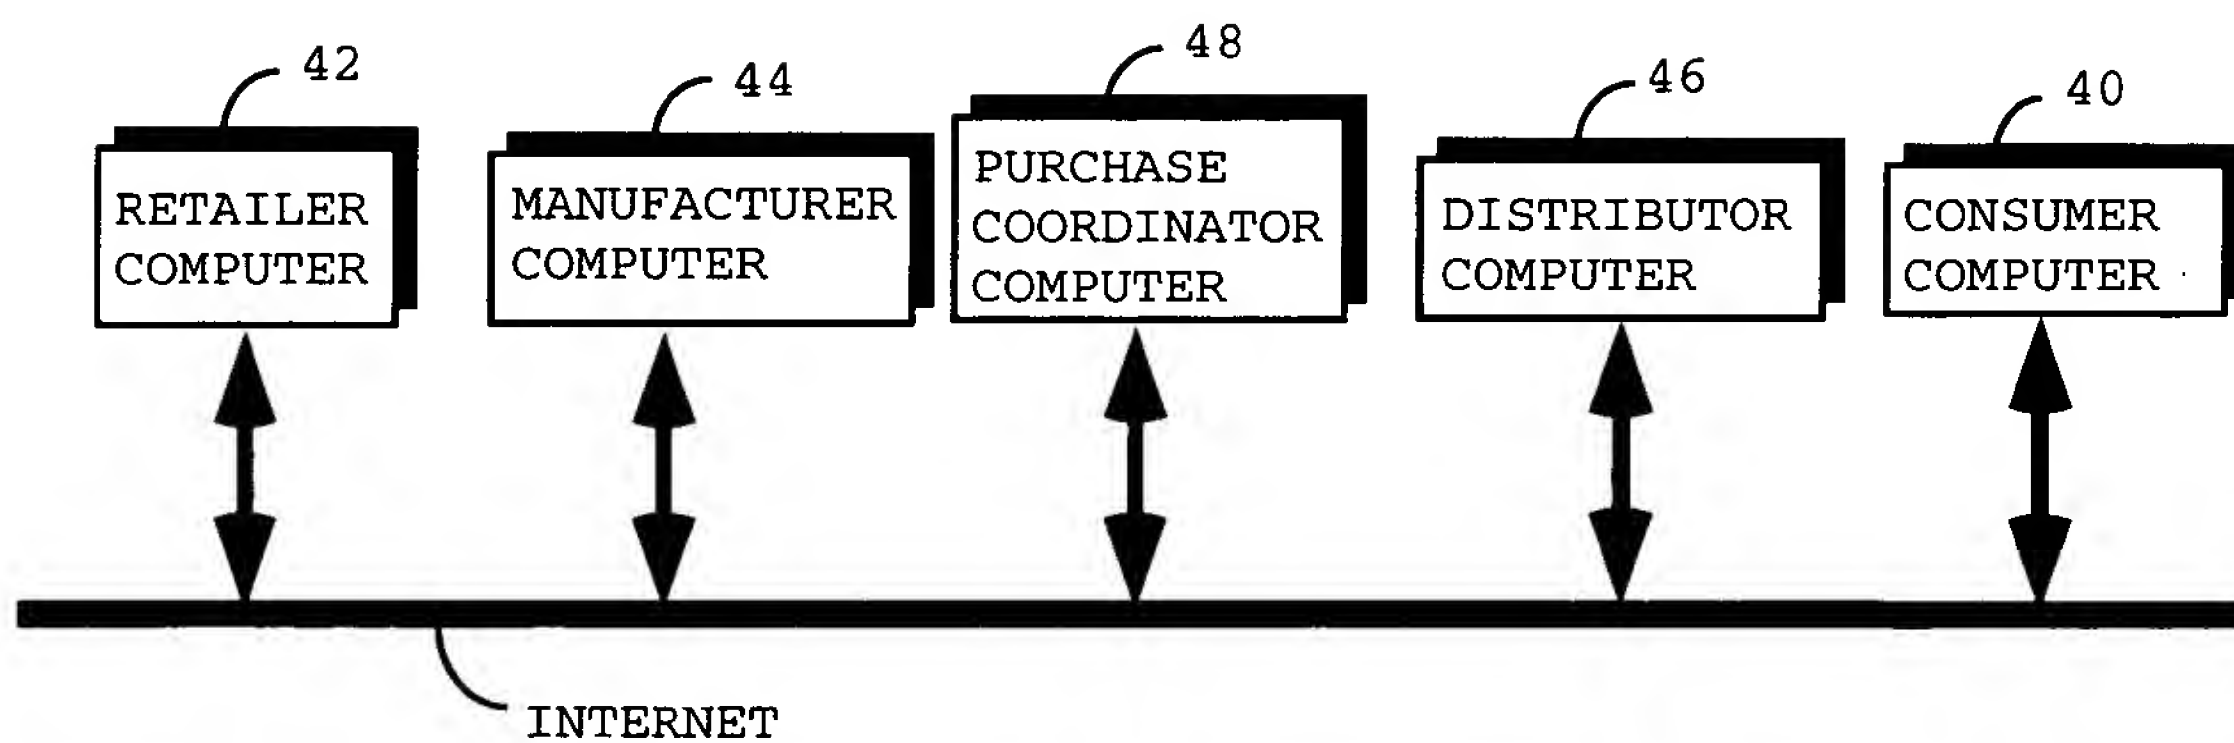 42
44
48
46
40
RETAILER
COMPUTER
MANUFACTURER
COMPUTER
PURCHASE
COORDINATOR
COMPUTER
DISTRIBUTOR
COMPUTER
CONSUMER
COMPUTER
INTERNET